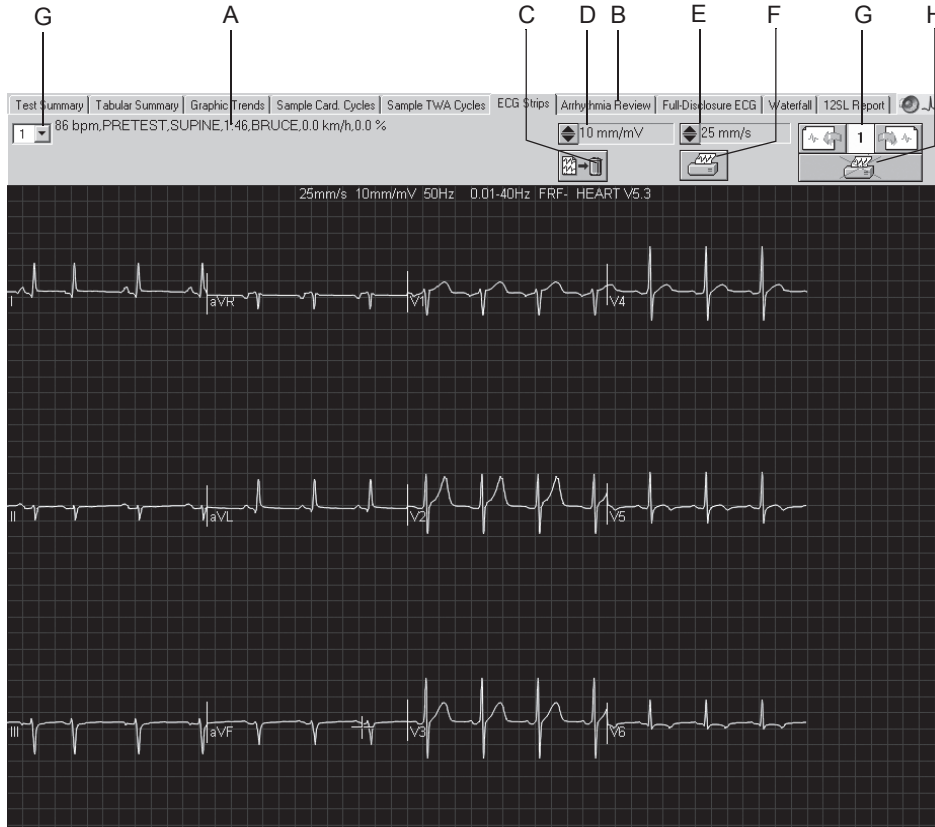 G A C D B E F G H
Test Summary Tabular Summary Graphic Trends Sample Card. Cycles Sample TWA Cycles ECG Strips Arrhythmia Review Full-Disclosure ECG Waterfall 12SL Report
1 86 bpm,PRETEST,SUPINE,1:46,BRUCE,0.0 km/h,0.0 % 10 mm/mV 25 mm/s 1
25mm/s 10mm/mV 50Hz 0.01-40Hz FRF- HEART V5.3
I aVR V1 V4
II aVL V2 V5
III aVF V3 V6